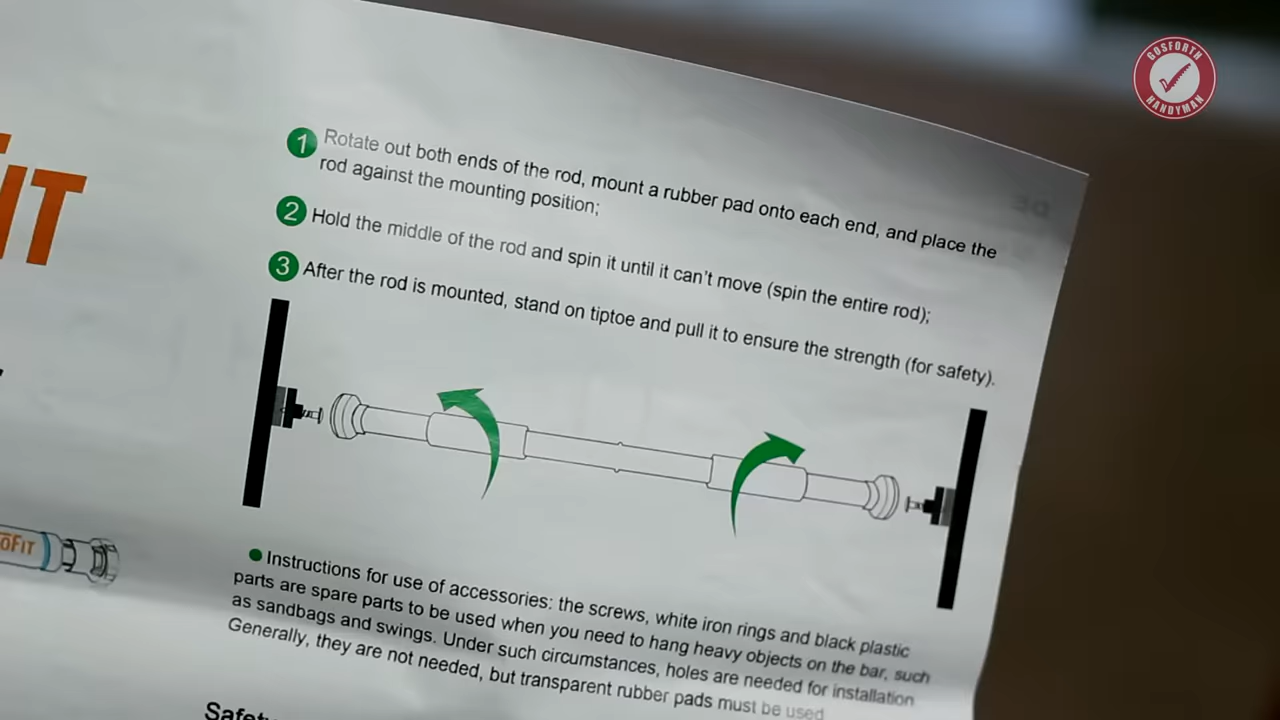 GOSFORTH
HANDYMAN
IT
1 Rotate out both ends of the rod, mount a rubber pad onto each end, and place the
rod against the mounting position;
2 Hold the middle of the rod and spin it until it can't move (spin the entire rod);
3 After the rod is mounted, stand on tiptoe and pull it to ensure the strength (for safety).
OFIT
● Instructions for use of accessories: the screws, white iron rings and black plastic
parts are spare parts to be used when you need to hang heavy objects on the bar, such
as sandbags and swings. Under such circumstances, holes are needed for installation
Generally, they are not needed, but transparent rubber pads must be used